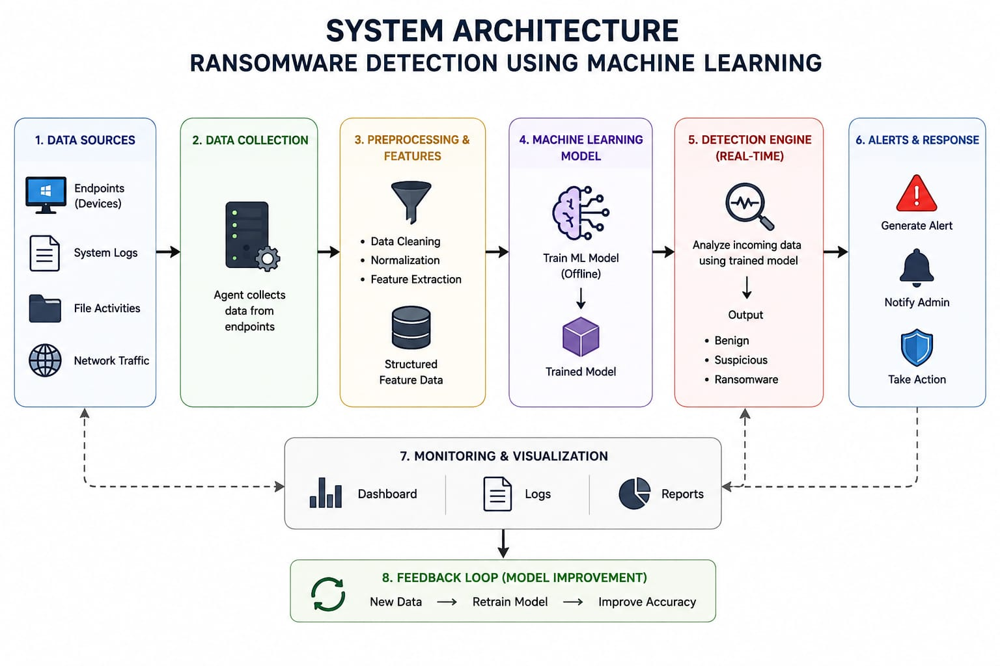 SYSTEM ARCHITECTURE
RANSOMWARE DETECTION USING MACHINE LEARNING
1. DATA SOURCES
Endpoints
(Devices)
System Logs
File Activities
Network Traffic
2. DATA COLLECTION
Agent collects
data from
endpoints
3. PREPROCESSING &
FEATURES
• Data Cleaning
• Normalization
• Feature Extraction
Structured
Feature Data
4. MACHINE LEARNING
MODEL
Train ML Model
(Offline)
Trained Model
5. DETECTION ENGINE
(REAL-TIME)
Analyze incoming data
using trained model
Output
• Benign
• Suspicious
• Ransomware
6. ALERTS & RESPONSE
Generate Alert
Notify Admin
Take Action
7. MONITORING & VISUALIZATION
Dashboard
Logs
Reports
8. FEEDBACK LOOP (MODEL IMPROVEMENT)
New Data → Retrain Model → Improve Accuracy